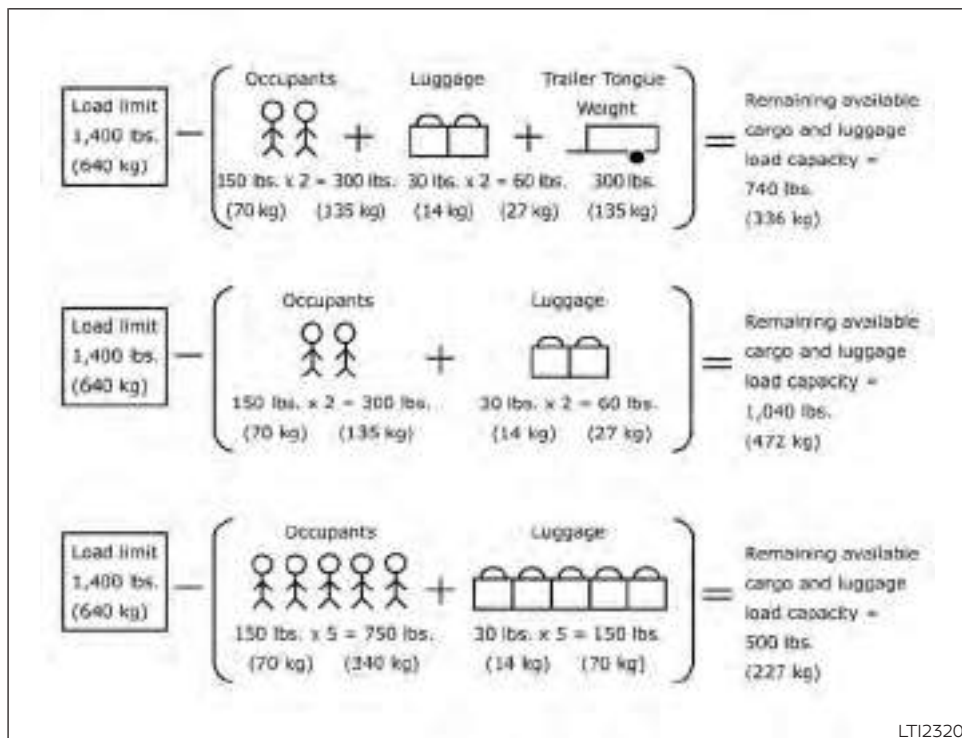 Occupants Luggage Trailer Tongue Weight
Load limit
1,400 lbs.
(640 kg)
− ( + + ) =
150 lbs. x 2 = 300 lbs. 30 lbs. x 2 = 60 lbs. 300 lbs.
(70 kg) (135 kg) (14 kg) (27 kg) (135 kg)
Remaining available
cargo and luggage
load capacity =
740 lbs.
(336 kg)
Occupants Luggage
Load limit
1,400 lbs.
(640 kg)
− ( + ) =
150 lbs. x 2 = 300 lbs. 30 lbs. x 2 = 60 lbs.
(70 kg) (135 kg) (14 kg) (27 kg)
Remaining available
cargo and luggage
load capacity =
1,040 lbs.
(472 kg)
Occupants Luggage
Load limit
1,400 lbs.
(640 kg)
− ( + ) =
150 lbs. x 5 = 750 lbs. 30 lbs. x 5 = 150 lbs.
(70 kg) (340 kg) (14 kg) (70 kg)
Remaining available
cargo and luggage
load capacity =
500 lbs.
(227 kg)
LTI2320